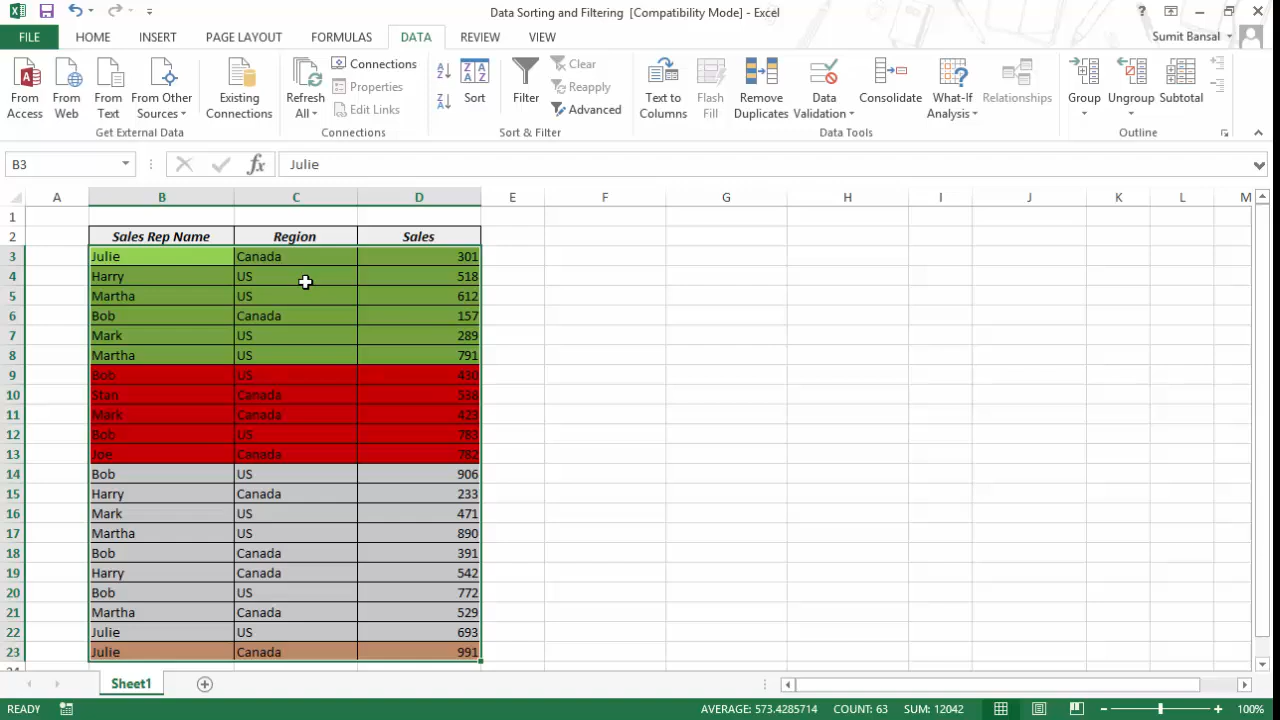 Data Sorting and Filtering [Compatibility Mode] - Excel
FILE HOME INSERT PAGE LAYOUT FORMULAS DATA REVIEW VIEW Sumit Bansal
From Access From Web From Text From Other Sources Existing Connections Refresh All Connections Properties Edit Links Sort Filter Clear Reapply Advanced Text to Columns Flash Fill Remove Duplicates Data Validation Consolidate What-If Analysis Relationships Group Ungroup Subtotal
Get External Data Connections Sort & Filter Data Tools Outline
B3 fx Julie
A B C D E F G H I J K L M
1
2 Sales Rep Name Region Sales
3 Julie Canada 301
4 Harry US 518
5 Martha US 612
6 Bob Canada 157
7 Mark US 289
8 Martha US 791
9 Bob US 430
10 Stan Canada 538
11 Mark Canada 423
12 Bob US 783
13 Joe Canada 782
14 Bob US 906
15 Harry Canada 233
16 Mark US 471
17 Martha US 890
18 Bob Canada 391
19 Harry Canada 542
20 Bob US 772
21 Martha Canada 529
22 Julie US 693
23 Julie Canada 991
Sheet1
READY AVERAGE: 573.4285714 COUNT: 63 SUM: 12042 100%